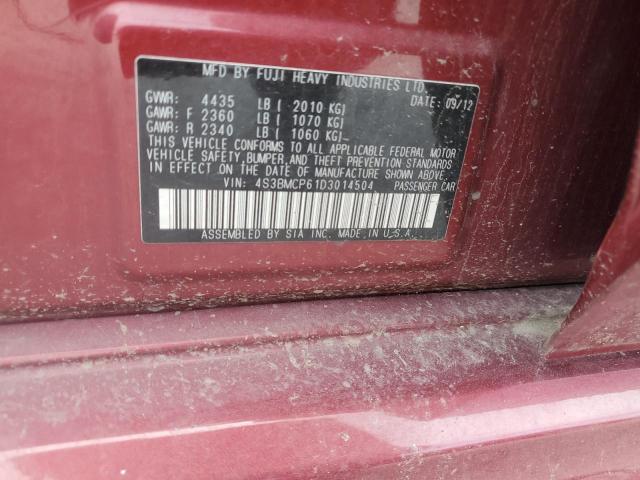 MFD BY FUJI HEAVY INDUSTRIES LTD.
GVWR: 4435 LB ( 2010 KG) DATE: 09/12
GAWR: F 2360 LB ( 1070 KG)
GAWR: R 2340 LB ( 1060 KG)
THIS VEHICLE CONFORMS TO ALL APPLICABLE FEDERAL MOTOR
VEHICLE SAFETY, BUMPER, AND THEFT PREVENTION STANDARDS
IN EFFECT ON THE DATE OF MANUFACTURE SHOWN ABOVE.
VIN: 4S3BMCP61D3014504 PASSENGER CAR
ASSEMBLED BY SIA INC. MADE IN U.S.A.